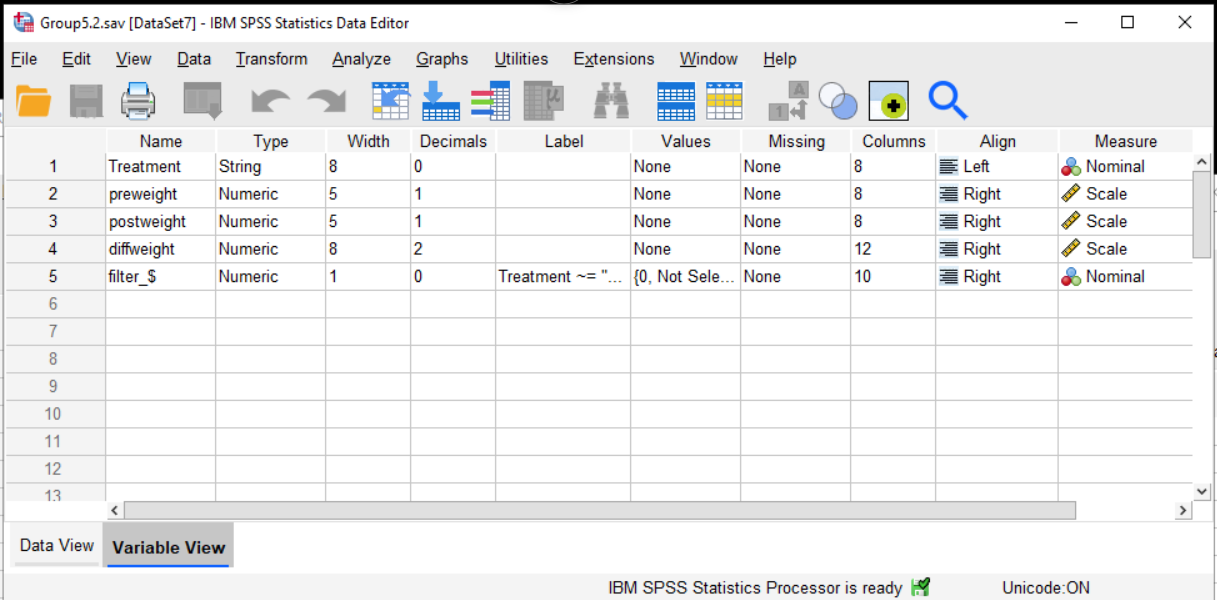 Group5.2.sav [DataSet7] - IBM SPSS Statistics Data Editor
File Edit View Data Transform Analyze Graphs Utilities Extensions Window Help
Name Type Width Decimals Label Values Missing Columns Align Measure
1 Treatment String 8 0 None None 8 Left Nominal
2 preweight Numeric 5 1 None None 8 Right Scale
3 postweight Numeric 5 1 None None 8 Right Scale
4 diffweight Numeric 8 2 None None 12 Right Scale
5 filter_$ Numeric 1 0 Treatment ~= "... {0, Not Sele... None 10 Right Nominal
6
7
8
9
10
11
12
13
Data View Variable View
IBM SPSS Statistics Processor is ready Unicode:ON